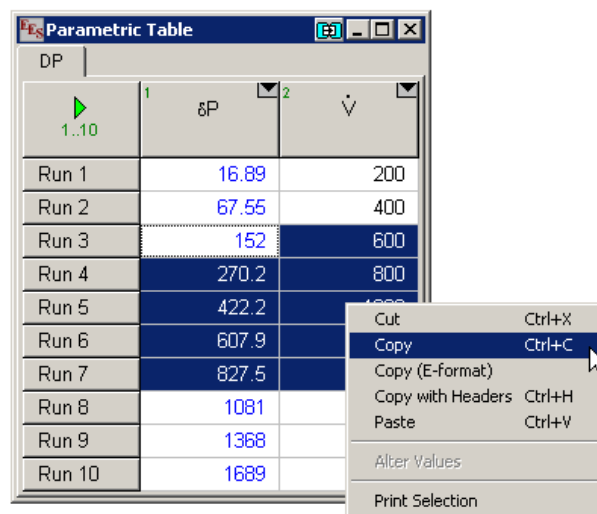 EES Parametric Table
DP
1..10 1 δP 2 V̇
Run 1 16.89 200
Run 2 67.55 400
Run 3 152 600
Run 4 270.2 800
Run 5 422.2
Run 6 607.9
Run 7 827.5
Run 8 1081
Run 9 1368
Run 10 1689
Cut Ctrl+X
Copy Ctrl+C
Copy (E-format)
Copy with Headers Ctrl+H
Paste Ctrl+V
Alter Values
Print Selection